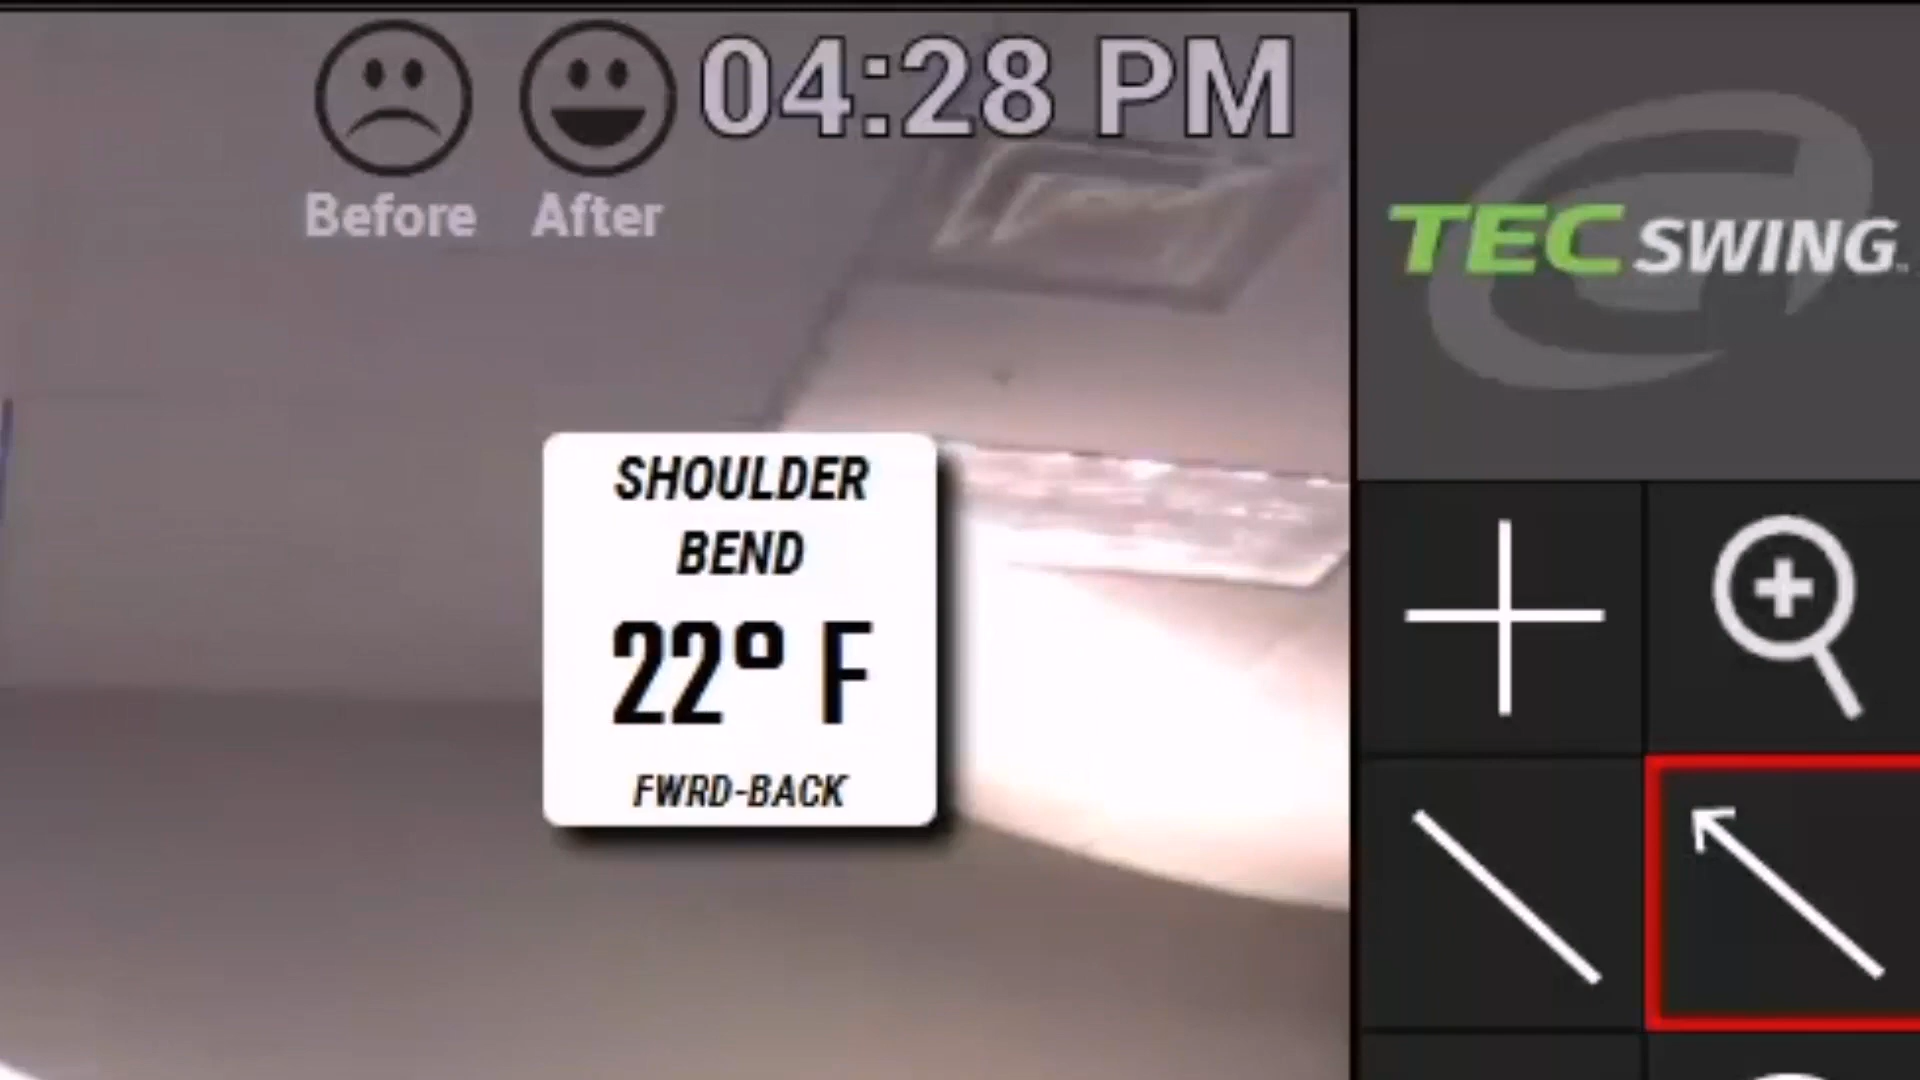 04:28 PM
Before After
TEC SWING
SHOULDER
BEND
22° F
FWRD-BACK